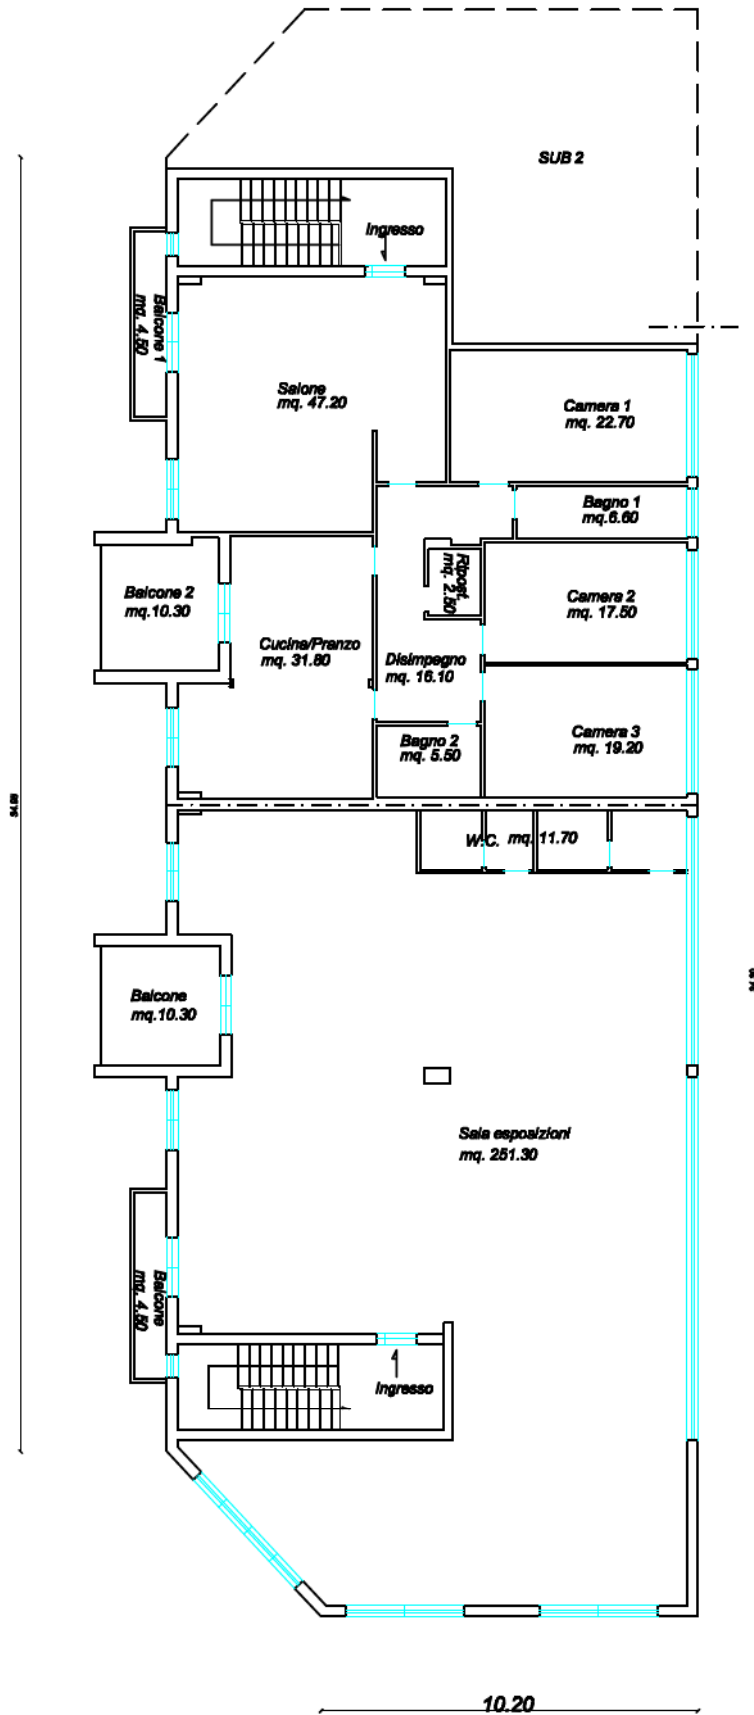 SUB 2
Ingresso
Balcone 1
mq. 4.50
Salone
mq. 47.20
Camera 1
mq. 22.70
Bagno 1
mq.6.60
Ripost.
mq. 2.50
Balcone 2
mq.10.30
Camera 2
mq. 17.50
Cucina/Pranzo
mq. 31.80
Disimpegno
mq. 16.10
Camera 3
mq. 19.20
Bagno 2
mq. 5.50
W.C. mq. 11.70
Balcone
mq.10.30
Sala esposizioni
mq. 251.30
Balcone
mq. 4.50
Ingresso
10.20